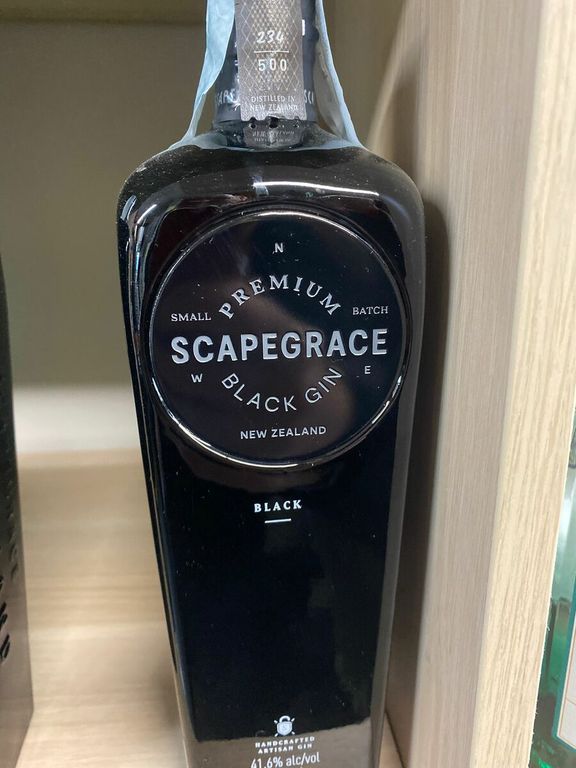 234
500
DISTILLED IN
NEW ZEALAND
N
PREMIUM
SMALL BATCH
SCAPEGRACE
W E
BLACK GIN
NEW ZEALAND
BLACK
HANDCRAFTED
ARTISAN GIN
41.6% alc/vol